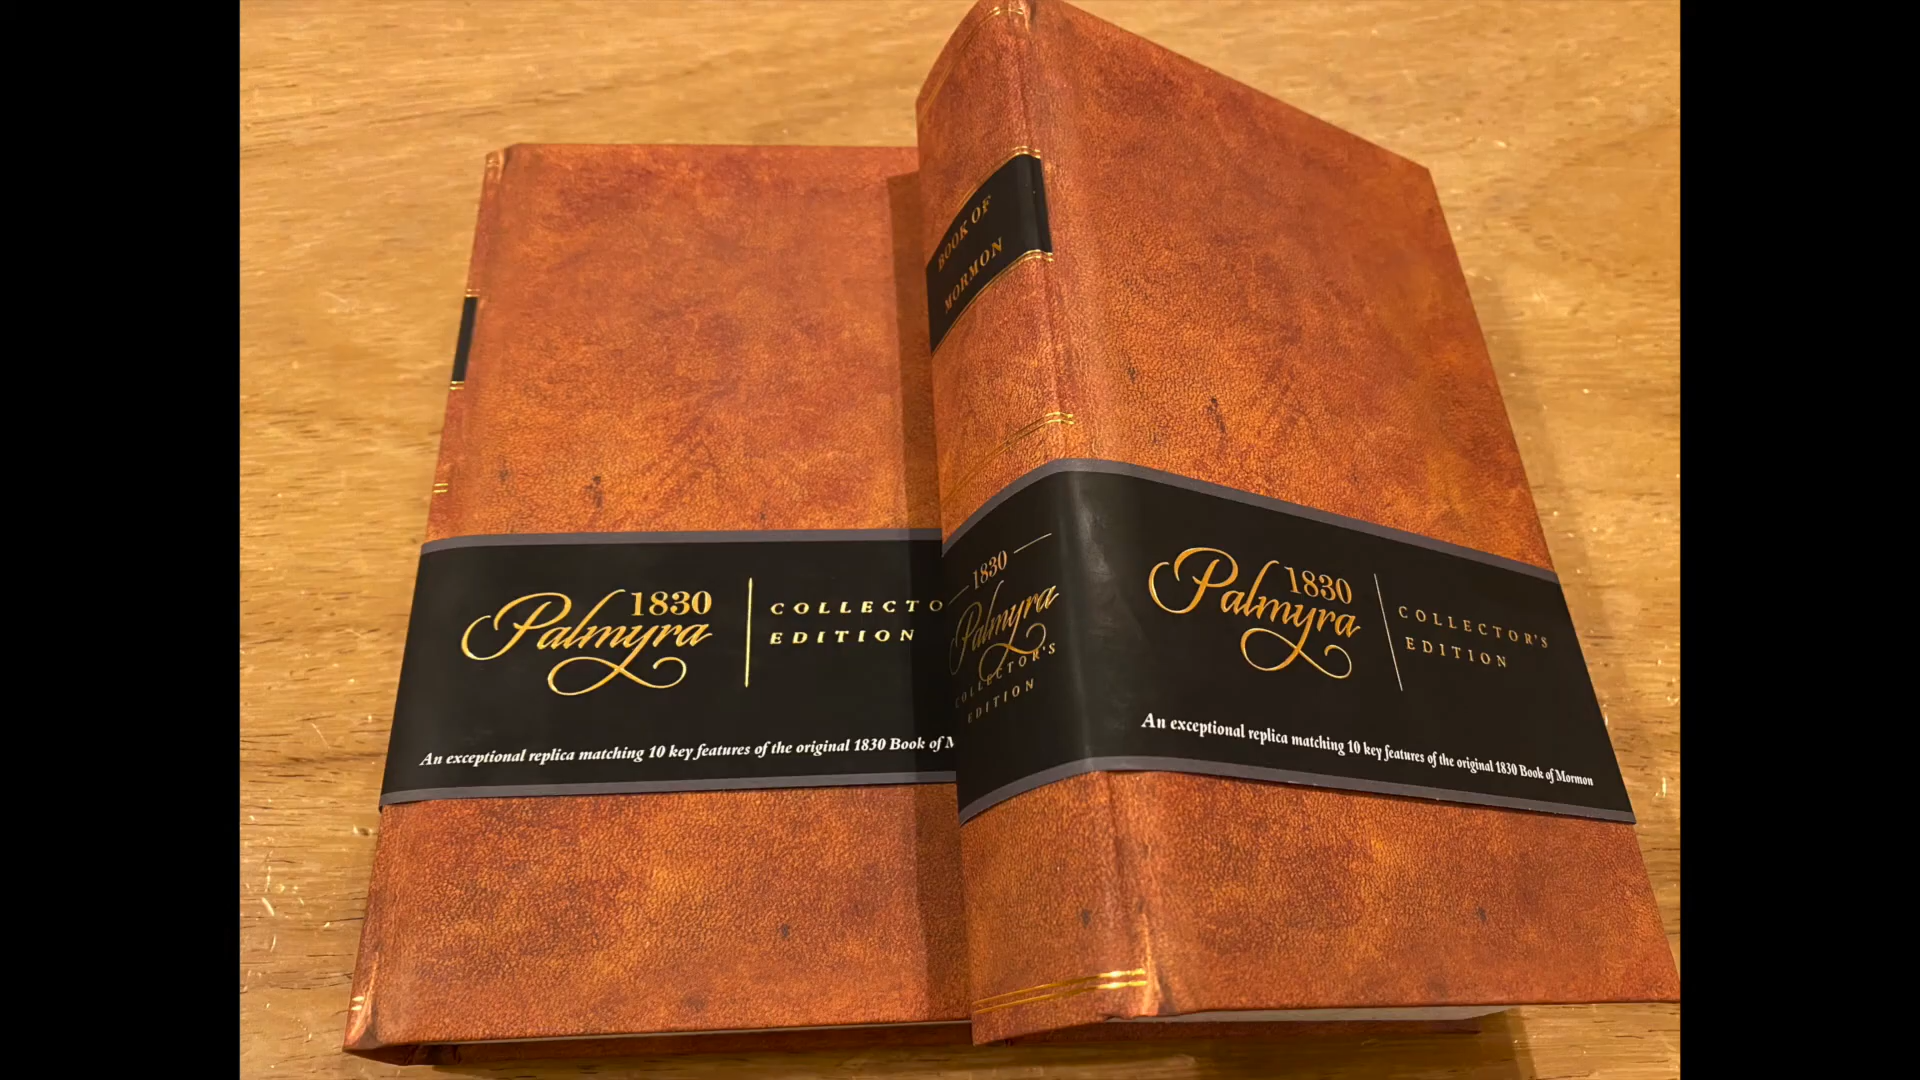 1830
Palmyra
COLLECTO
EDITION
An exceptional replica matching 10 key features of the original 1830 Book of M
BOOK OF
MORMON
1830
Palmyra
COLLECTOR'S
EDITION
1830
Palmyra
COLLECTOR'S
EDITION
An exceptional replica matching 10 key features of the original 1830 Book of Mormon